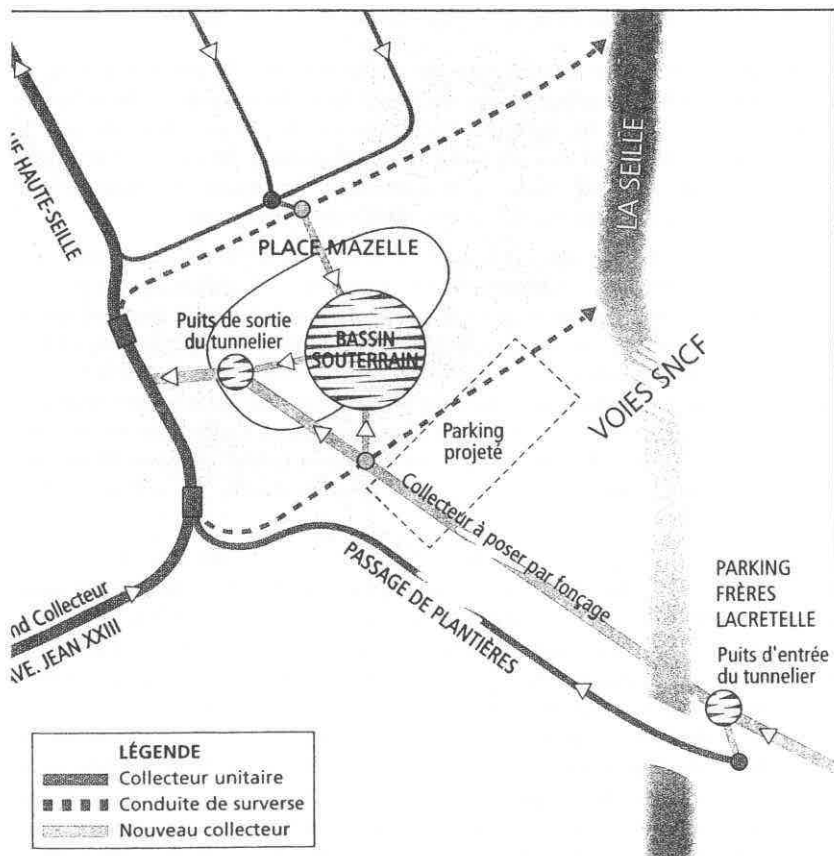 HAUTE-SEILLE
LA SEILLE
PLACE MAZELLE
Puits de sortie
du tunnelier
BASSIN
SOUTERRAIN
VOIES SNCF
Parking
projeté
Collecteur à poser par fonçage
PASSAGE DE PLANTIÈRES
PARKING
FRÈRES
LACRETELLE
Puits d'entrée
du tunnelier
nd Collecteur
AVE. JEAN XXIII
LÉGENDE
Collecteur unitaire
Conduite de surverse
Nouveau collecteur